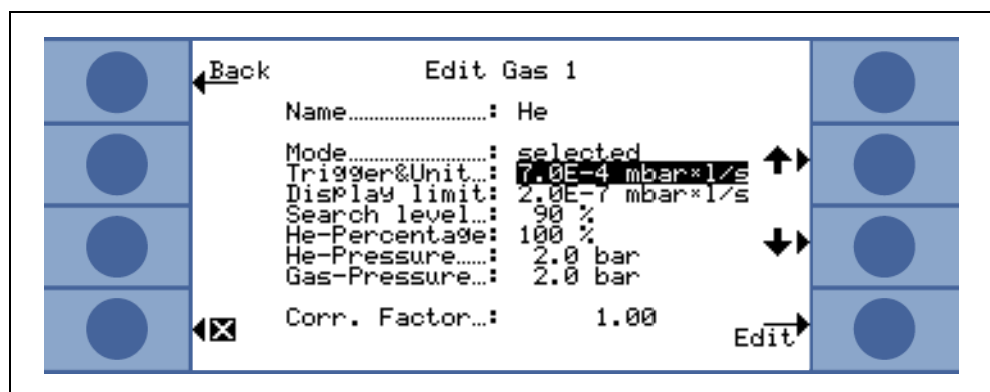 Back Edit Gas 1
Name............: He
Mode............: selected
Trigger&Unit...: 7.0E-4 mbar×l/s
Display limit: 2.0E-7 mbar×l/s
Search level...: 90 %
He-Percentage: 100 %
He-Pressure.....: 2.0 bar
Gas-Pressure...: 2.0 bar
Corr. Factor...: 1.00
Edit